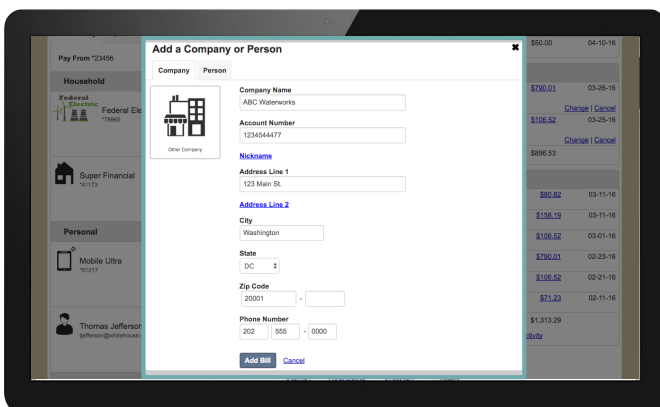 Add a Company or Person
Company Person
Other Company
Company Name
ABC Waterworks
Account Number
1234544477
Nickname
Address Line 1
123 Main St.
Address Line 2
City
Washington
State
DC
Zip Code
20001 -
Phone Number
202 555 - 0000
Add Bill Cancel
Pay From *23456
Household
Federal
Electric
Federal Ele
Super Financial
*41173
Personal
Mobile Ultra
*51217
Thomas Jefferson
$50.00 04-10-16
$790.01 03-26-16
Change | Cancel
$106.52 03-25-16
Change | Cancel
$896.53
$80.82 03-11-16
$158.19 03-11-16
$106.52 03-01-16
$790.01 02-23-16
$106.52 02-21-16
$71.23 02-11-16
$1,313.29
ctivity